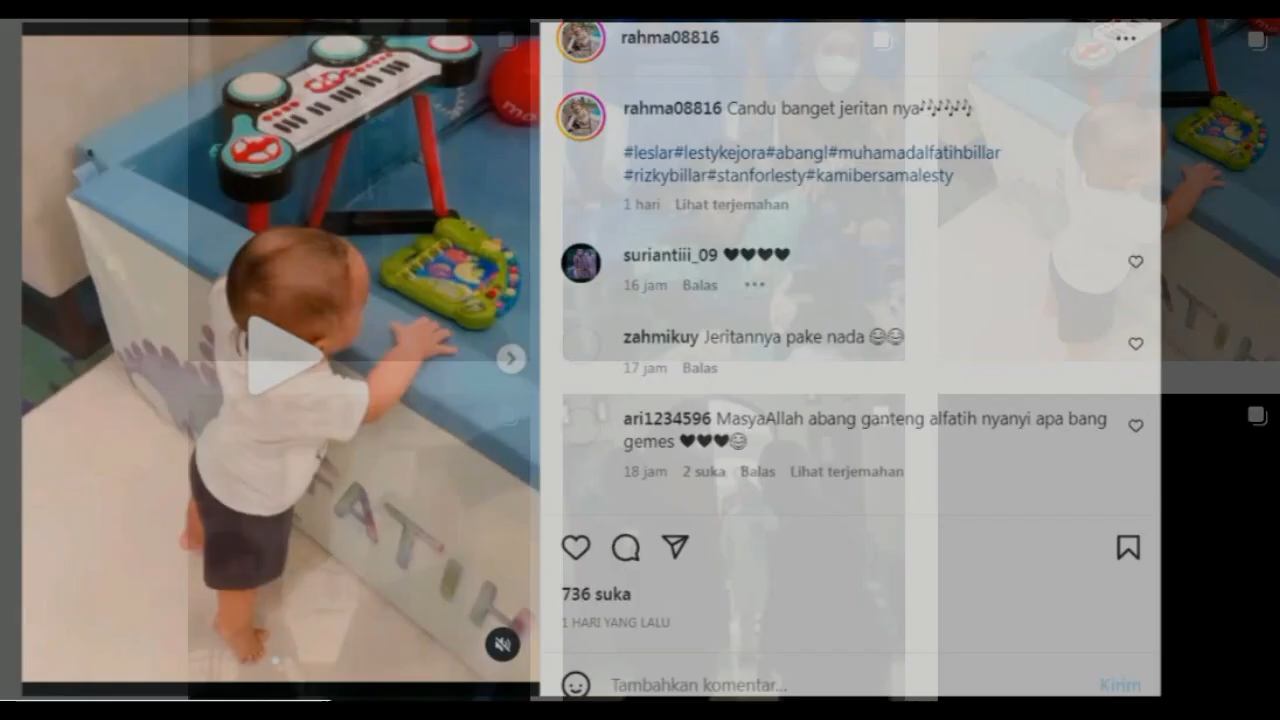 rahma08816
rahma08816 Candu banget jeritan nya🎶🎶🎶
#leslar#lestykejora#abangl#muhamadalfatihbillar
#rizkybillar#stanforlesty#kamibersamalesty
1 hari Lihat terjemahan
suriantiii_09 🖤🖤🖤🖤
16 jam Balas •••
zahmikuy Jeritannya pake nada 😂😂
17 jam Balas
ari1234596 MasyaAllah abang ganteng alfatih nyanyi apa bang
gemes 🖤🖤🖤😂
18 jam 2 suka Balas Lihat terjemahan
736 suka
1 HARI YANG LALU
Tambahkan komentar...
Kirim
FATIH